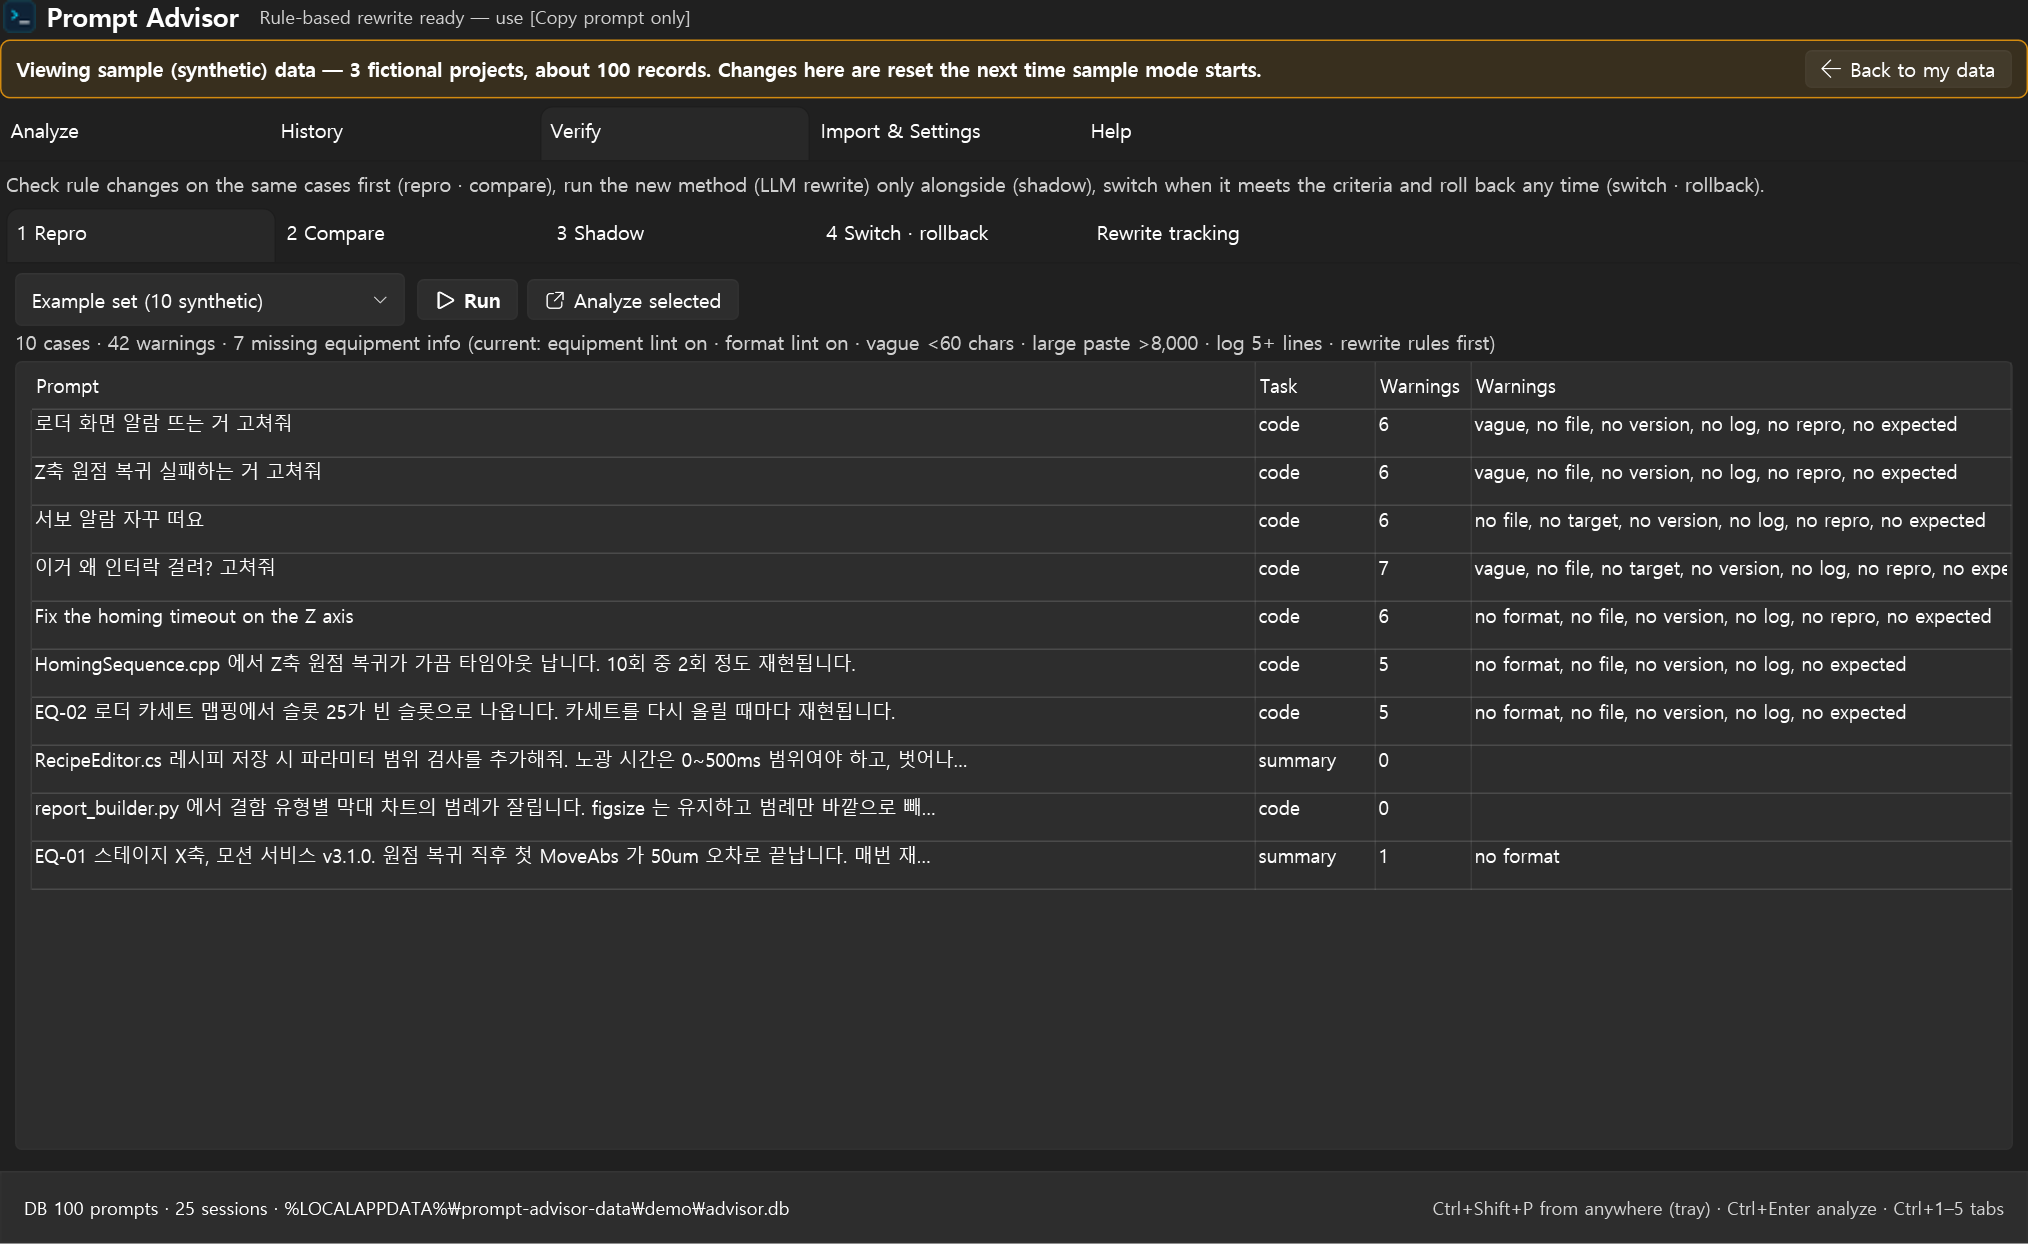 Prompt Advisor Rule-based rewrite ready — use [Copy prompt only]
Viewing sample (synthetic) data — 3 fictional projects, about 100 records. Changes here are reset the next time sample mode starts. Back to my data
Analyze History Verify Import & Settings Help
Check rule changes on the same cases first (repro · compare), run the new method (LLM rewrite) only alongside (shadow), switch when it meets the criteria and roll back any time (switch · rollback).
1 Repro 2 Compare 3 Shadow 4 Switch · rollback Rewrite tracking
Example set (10 synthetic) Run Analyze selected
10 cases · 42 warnings · 7 missing equipment info (current: equipment lint on · format lint on · vague <60 chars · large paste >8,000 · log 5+ lines · rewrite rules first)
Prompt Task Warnings Warnings
로더 화면 알람 뜨는 거 고쳐줘 code 6 vague, no file, no version, no log, no repro, no expected
Z축 원점 복귀 실패하는 거 고쳐줘 code 6 vague, no file, no version, no log, no repro, no expected
서보 알람 자꾸 떠요 code 6 no file, no target, no version, no log, no repro, no expected
이거 왜 인터락 걸려? 고쳐줘 code 7 vague, no file, no target, no version, no log, no repro, no expe
Fix the homing timeout on the Z axis code 6 no format, no file, no version, no log, no repro, no expected
HomingSequence.cpp 에서 Z축 원점 복귀가 가끔 타임아웃 납니다. 10회 중 2회 정도 재현됩니다. code 5 no format, no file, no version, no log, no expected
EQ-02 로더 카세트 맵핑에서 슬롯 25가 빈 슬롯으로 나옵니다. 카세트를 다시 올릴 때마다 재현됩니다. code 5 no format, no file, no version, no log, no expected
RecipeEditor.cs 레시피 저장 시 파라미터 범위 검사를 추가해줘. 노광 시간은 0~500ms 범위여야 하고, 벗어나... summary 0
report_builder.py 에서 결함 유형별 막대 차트의 범례가 잘립니다. figsize 는 유지하고 범례만 바깥으로 빼... code 0
EQ-01 스테이지 X축, 모션 서비스 v3.1.0. 원점 복귀 직후 첫 MoveAbs 가 50um 오차로 끝납니다. 매번 재... summary 1 no format
DB 100 prompts · 25 sessions · %LOCALAPPDATA%₩prompt-advisor-data₩demo₩advisor.db Ctrl+Shift+P from anywhere (tray) · Ctrl+Enter analyze · Ctrl+1–5 tabs